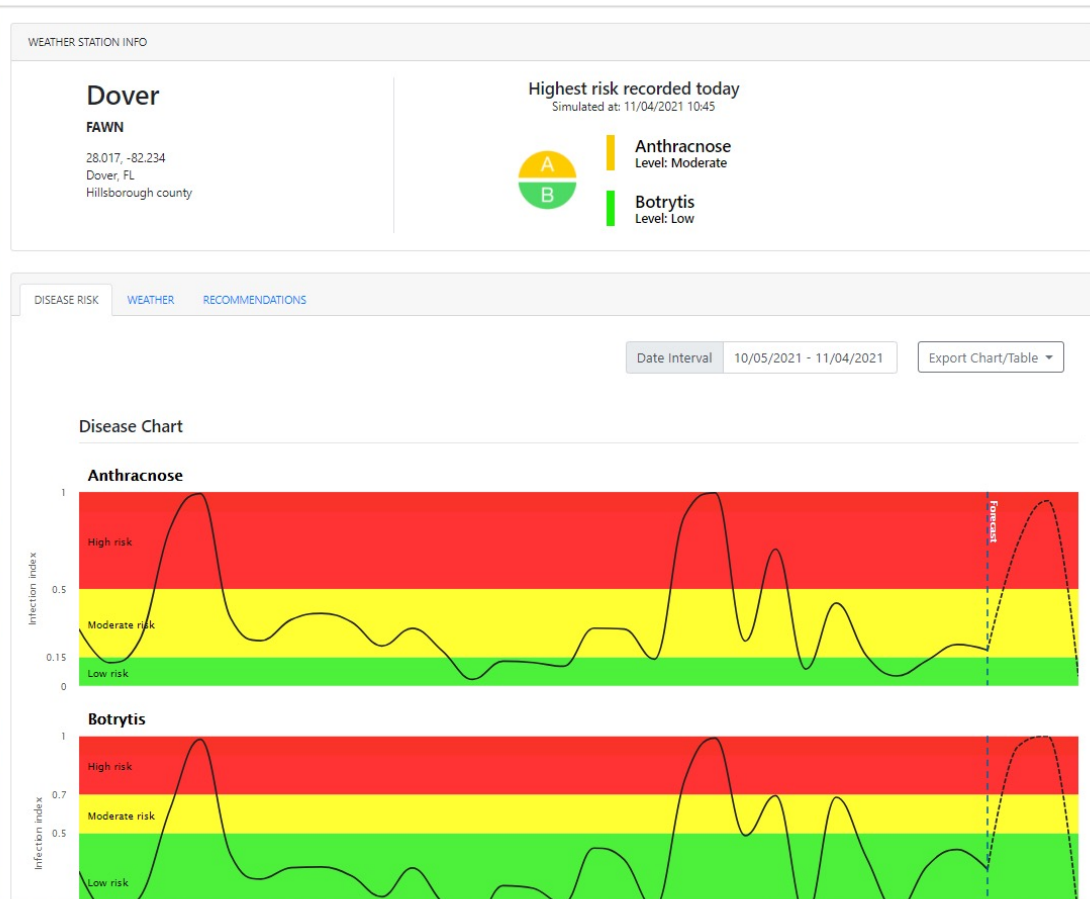 WEATHER STATION INFO
Dover
FAWN
28.017, -82.234
Dover, FL
Hillsborough county
Highest risk recorded today
Simulated at: 11/04/2021 10:45
A
B
Anthracnose
Level: Moderate
Botrytis
Level: Low
DISEASE RISK WEATHER RECOMMENDATIONS
Date Interval 10/05/2021 - 11/04/2021 Export Chart/Table
Disease Chart
Anthracnose
Infection index
1
0.5
0.15
0
High risk
Moderate risk
Low risk
Forecast
Botrytis
Infection index
1
0.7
0.5
High risk
Moderate risk
Low risk